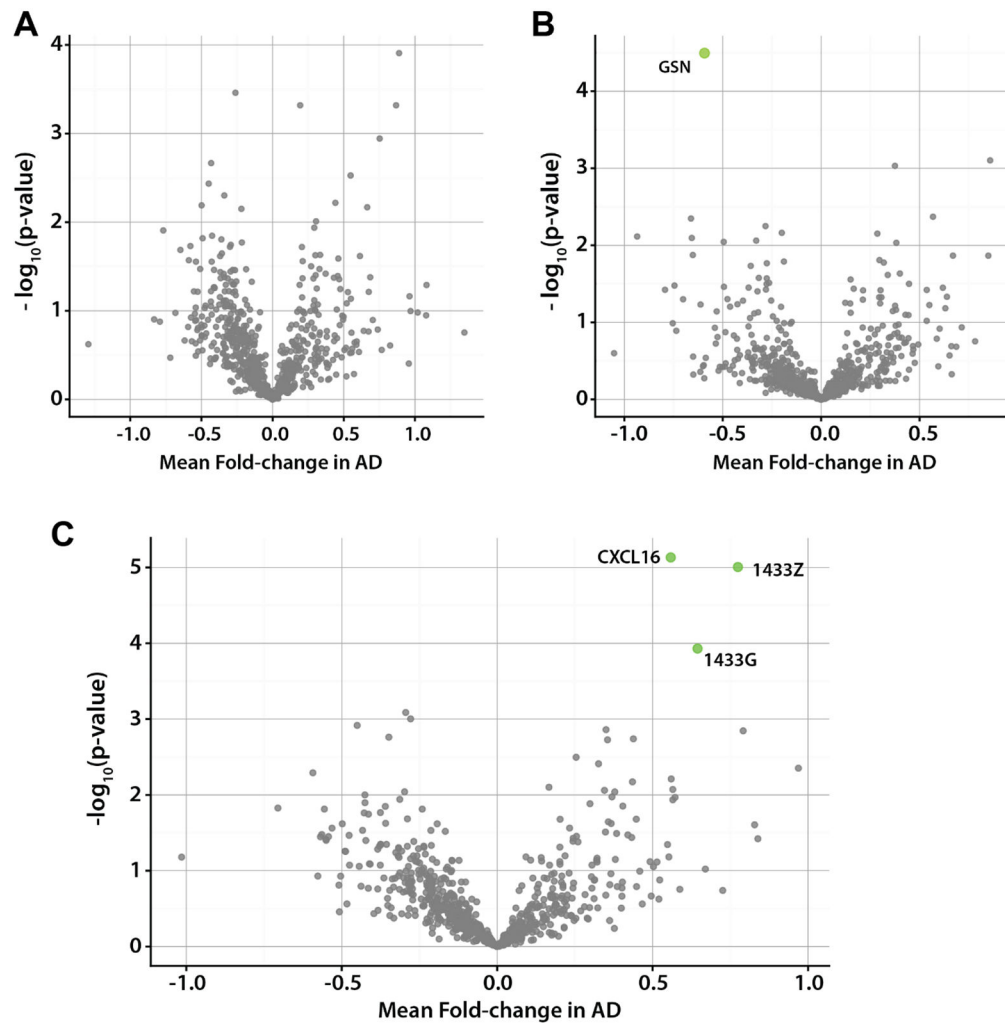 A
4
3
2
1
0
- log10(p-value)
-1.0 -0.5 0.0 0.5 1.0
Mean Fold-change in AD
B
GSN
4
3
2
1
0
- log10(p-value)
-1.0 -0.5 0.0 0.5
Mean Fold-change in AD
C
CXCL16
1433Z
1433G
5
4
3
2
1
0
-log10(p-value)
-1.0 -0.5 0.0 0.5 1.0
Mean Fold-change in AD